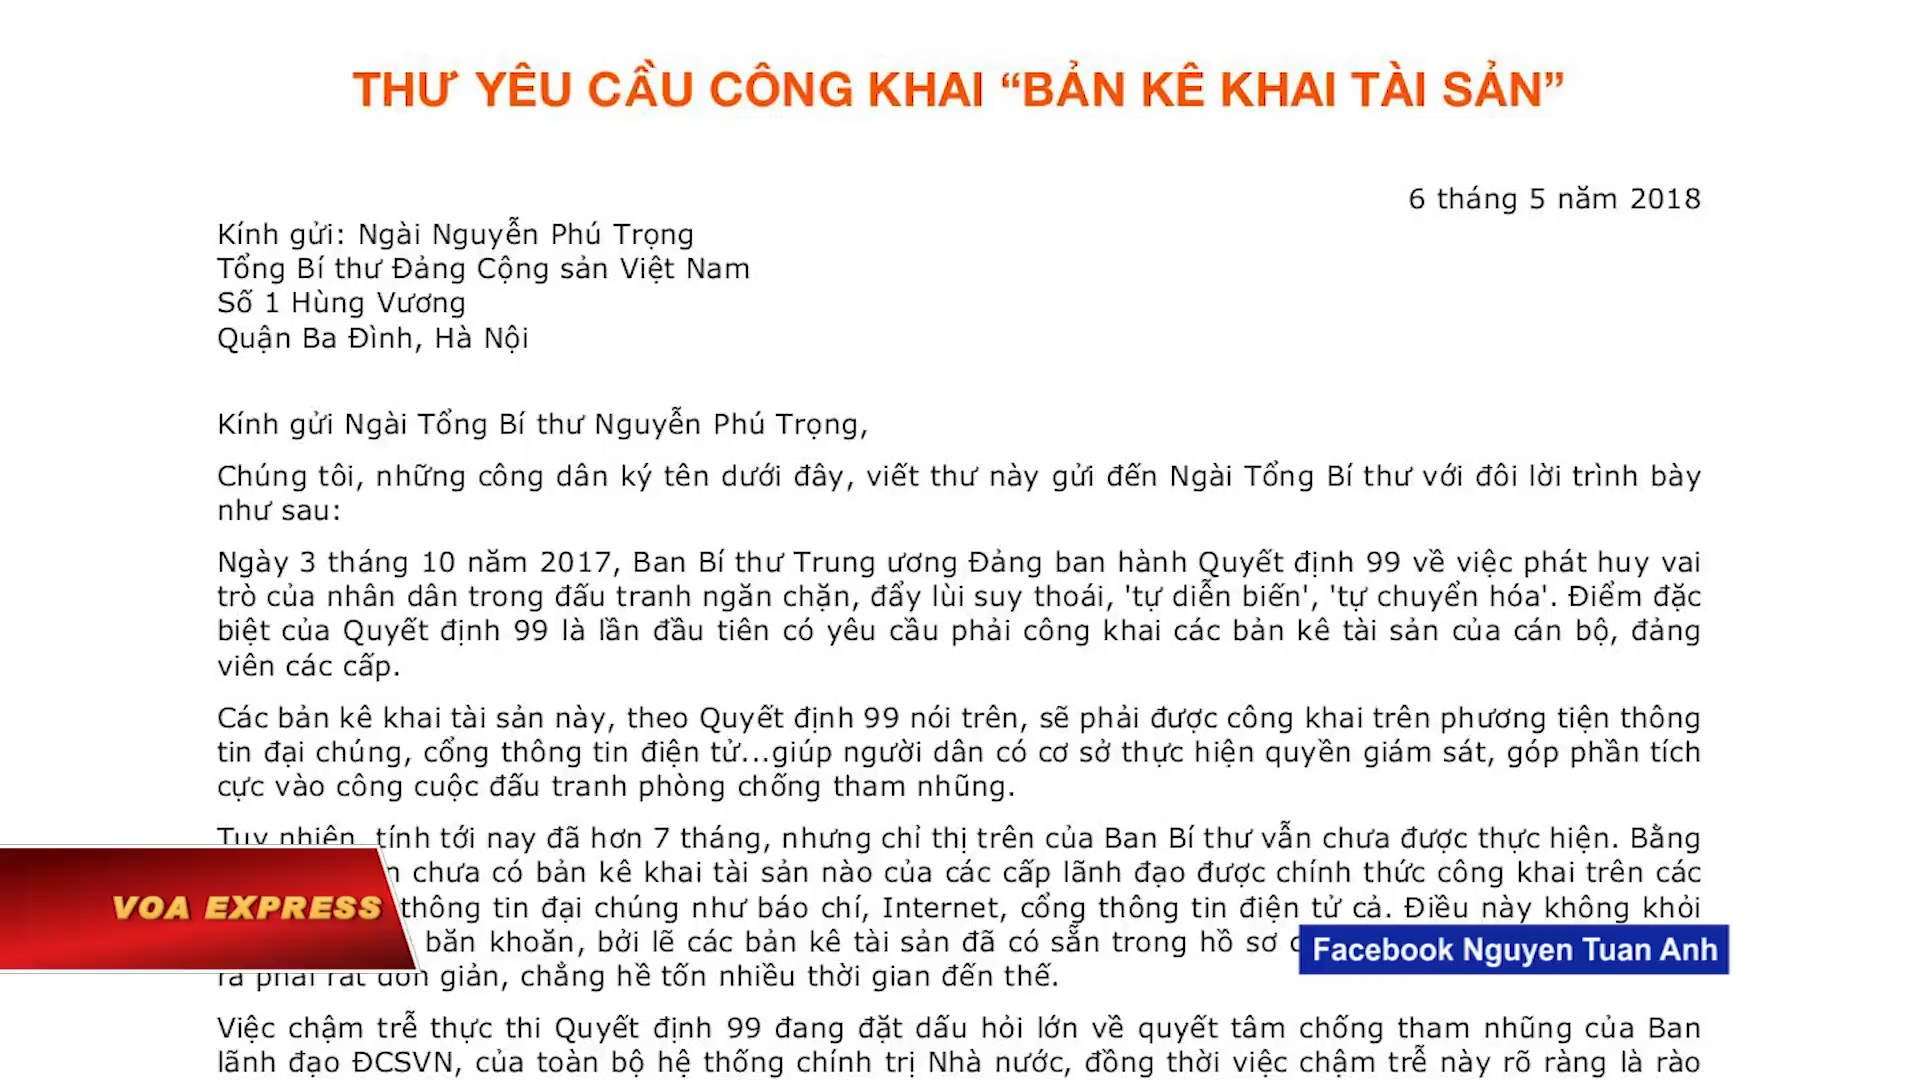 THƯ YÊU CẦU CÔNG KHAI “BẢN KÊ KHAI TÀI SẢN”
6 tháng 5 năm 2018
Kính gửi: Ngài Nguyễn Phú Trọng
Tổng Bí thư Đảng Cộng sản Việt Nam
Số 1 Hùng Vương
Quận Ba Đình, Hà Nội
Kính gửi Ngài Tổng Bí thư Nguyễn Phú Trọng,
Chúng tôi, những công dân ký tên dưới đây, viết thư này gửi đến Ngài Tổng Bí thư với đôi lời trình bày
như sau:
Ngày 3 tháng 10 năm 2017, Ban Bí thư Trung ương Đảng ban hành Quyết định 99 về việc phát huy vai
trò của nhân dân trong đấu tranh ngăn chặn, đẩy lùi suy thoái, 'tự diễn biến', 'tự chuyển hóa'. Điểm đặc
biệt của Quyết định 99 là lần đầu tiên có yêu cầu phải công khai các bản kê tài sản của cán bộ, đảng
viên các cấp.
Các bản kê khai tài sản này, theo Quyết định 99 nói trên, sẽ phải được công khai trên phương tiện thông
tin đại chúng, cổng thông tin điện tử...giúp người dân có cơ sở thực hiện quyền giám sát, góp phần tích
cực vào công cuộc đấu tranh phòng chống tham nhũng.
Tuy nhiên, tính tới nay đã hơn 7 tháng, nhưng chỉ thị trên của Ban Bí thư vẫn chưa được thực hiện. Bằng
chưa có bản kê khai tài sản nào của các cấp lãnh đạo được chính thức công khai trên các
thông tin đại chúng như báo chí, Internet, cổng thông tin điện tử cả. Điều này không khỏi
băn khoăn, bởi lẽ các bản kê tài sản đã có sẵn trong hồ sơ
ra phải rất đơn giản, chẳng hề tốn nhiều thời gian đến thế.
Việc chậm trễ thực thi Quyết định 99 đang đặt dấu hỏi lớn về quyết tâm chống tham nhũng của Ban
lãnh đạo ĐCSVN, của toàn bộ hệ thống chính trị Nhà nước, đồng thời việc chậm trễ này rõ ràng là rào
VOA EXPRESS
Facebook Nguyen Tuan Anh